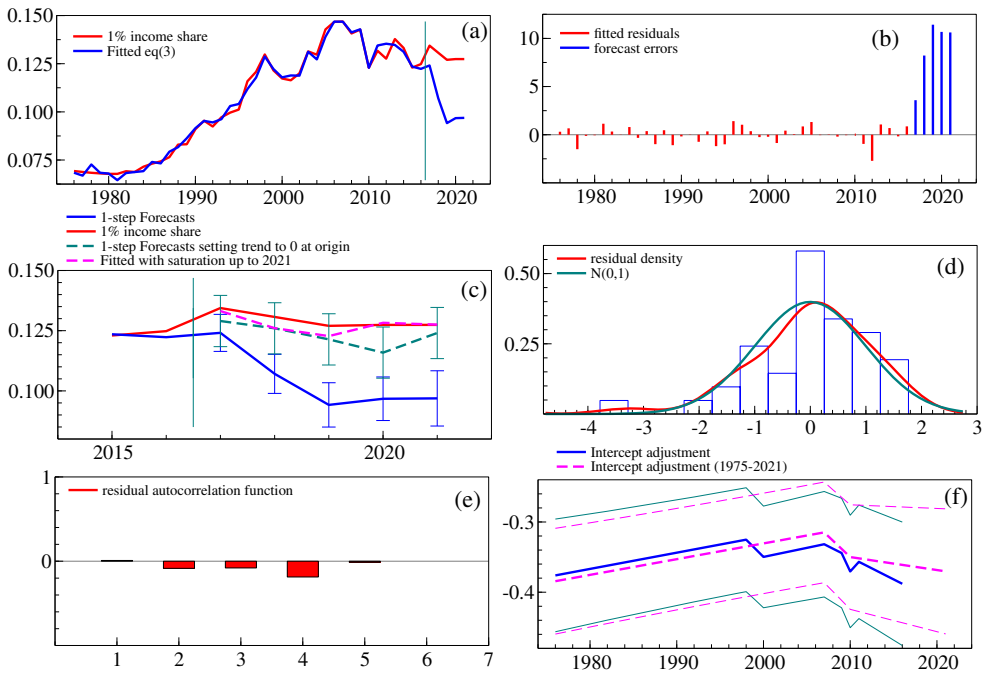 0.150
(a)
1% income share
Fitted eq(3)
0.125
0.100
0.075
1980
1990
2000
2010
2020
(b)
10
fitted residuals
forecast errors
5
0
1980
1990
2000
2010
2020
1-step Forecasts
1% income share
1-step Forecasts setting trend to 0 at origin
Fitted with saturation up to 2021
0.150
(c)
0.125
0.100
2015
2020
(d)
0.50
residual density
N(0,1)
0.25
-4
-3
-2
-1
0
1
2
3
1
residual autocorrelation function
(e)
0
1
2
3
4
5
6
7
Intercept adjustment
Intercept adjustment (1975-2021)
(f)
-0.3
-0.4
1980
1990
2000
2010
2020